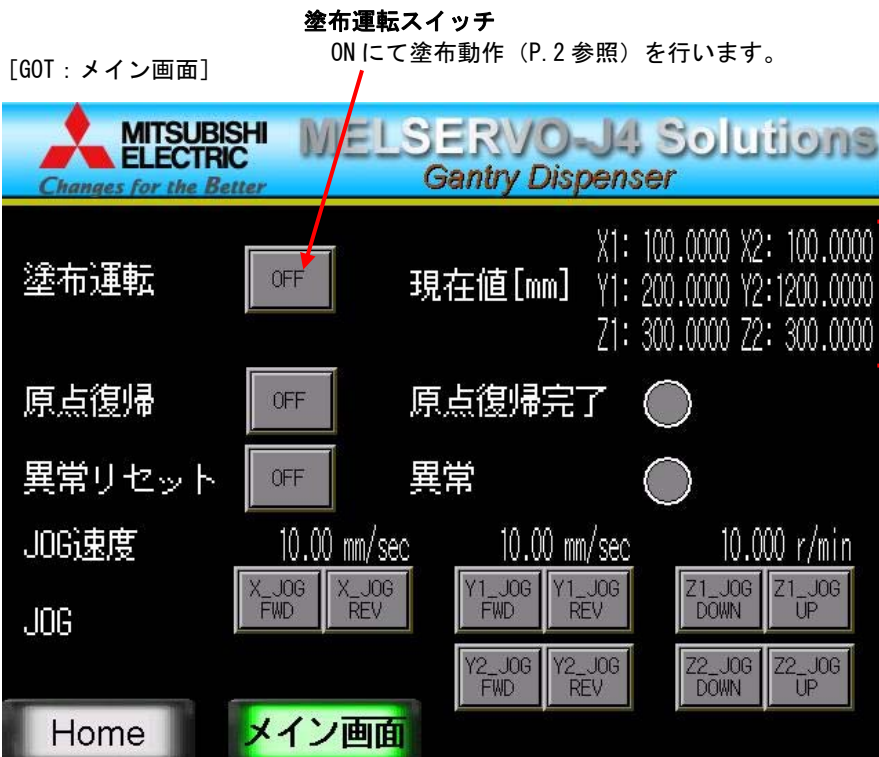 塗布運転スイッチ
ONにて塗布動作（P.2参照）を行います。
[GOT：メイン画面]
MITSUBISHI
ELECTRIC
Changes for the Better
MELSERVO-J4 Solutions
Gantry Dispenser
塗布運転
OFF
現在値[mm]
X1: 100.0000 X2: 100.0000
Y1: 200.0000 Y2:1200.0000
Z1: 300.0000 Z2: 300.0000
原点復帰
OFF
原点復帰完了
異常リセット
OFF
異常
JOG速度
10.00 mm/sec
10.00 mm/sec
10.000 r/min
JOG
X_JOG
FWD
X_JOG
REV
Y1_JOG
FWD
Y1_JOG
REV
Z1_JOG
DOWN
Z1_JOG
UP
Y2_JOG
FWD
Y2_JOG
REV
Z2_JOG
DOWN
Z2_JOG
UP
Home
メイン画面